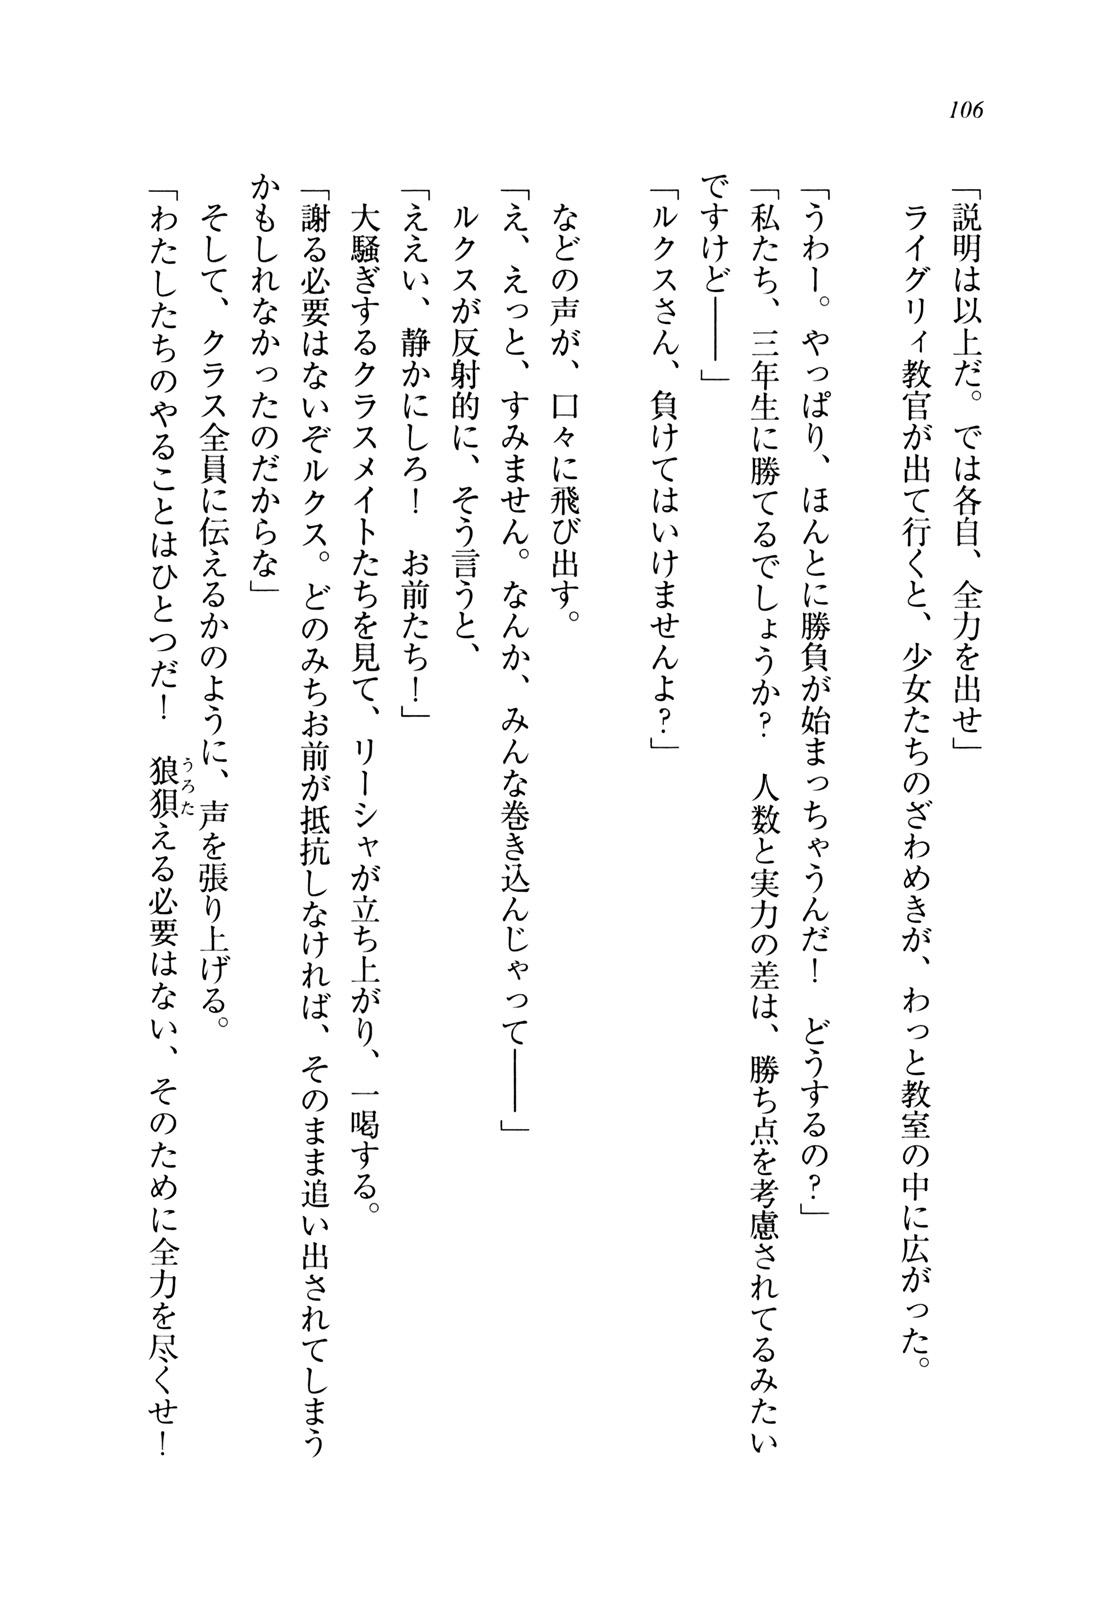 106
「説明は以上だ。では各自、全力を出せ」
　ライグリィ教官が出て行くと、少女たちのざわめきが、わっと教室の中に広がった。
「うわー。やっぱり、ほんとに勝負が始まっちゃうんだ！　どうするの？」
「私たち、三年生に勝てるでしょうか？　人数と実力の差は、勝ち点を考慮されてるみたい
ですけど――」
「ルクスさん、負けてはいけませんよ？」
　などの声が、口々に飛び出す。
「え、えっと、すみません。なんか、みんな巻き込んじゃって――」
　ルクスが反射的に、そう言うと、
「ええい、静かにしろ！　お前たち！」
　大騒ぎするクラスメイトたちを見て、リーシャが立ち上がり、一喝する。
「謝る必要はないぞルクス。どのみちお前が抵抗しなければ、そのまま追い出されてしまう
かもしれなかったのだからな」
　そして、クラス全員に伝えるかのように、声を張り上げる。
「わたしたちのやることはひとつだ！　狼狽える必要はない、そのために全力を尽くせ！
うろた